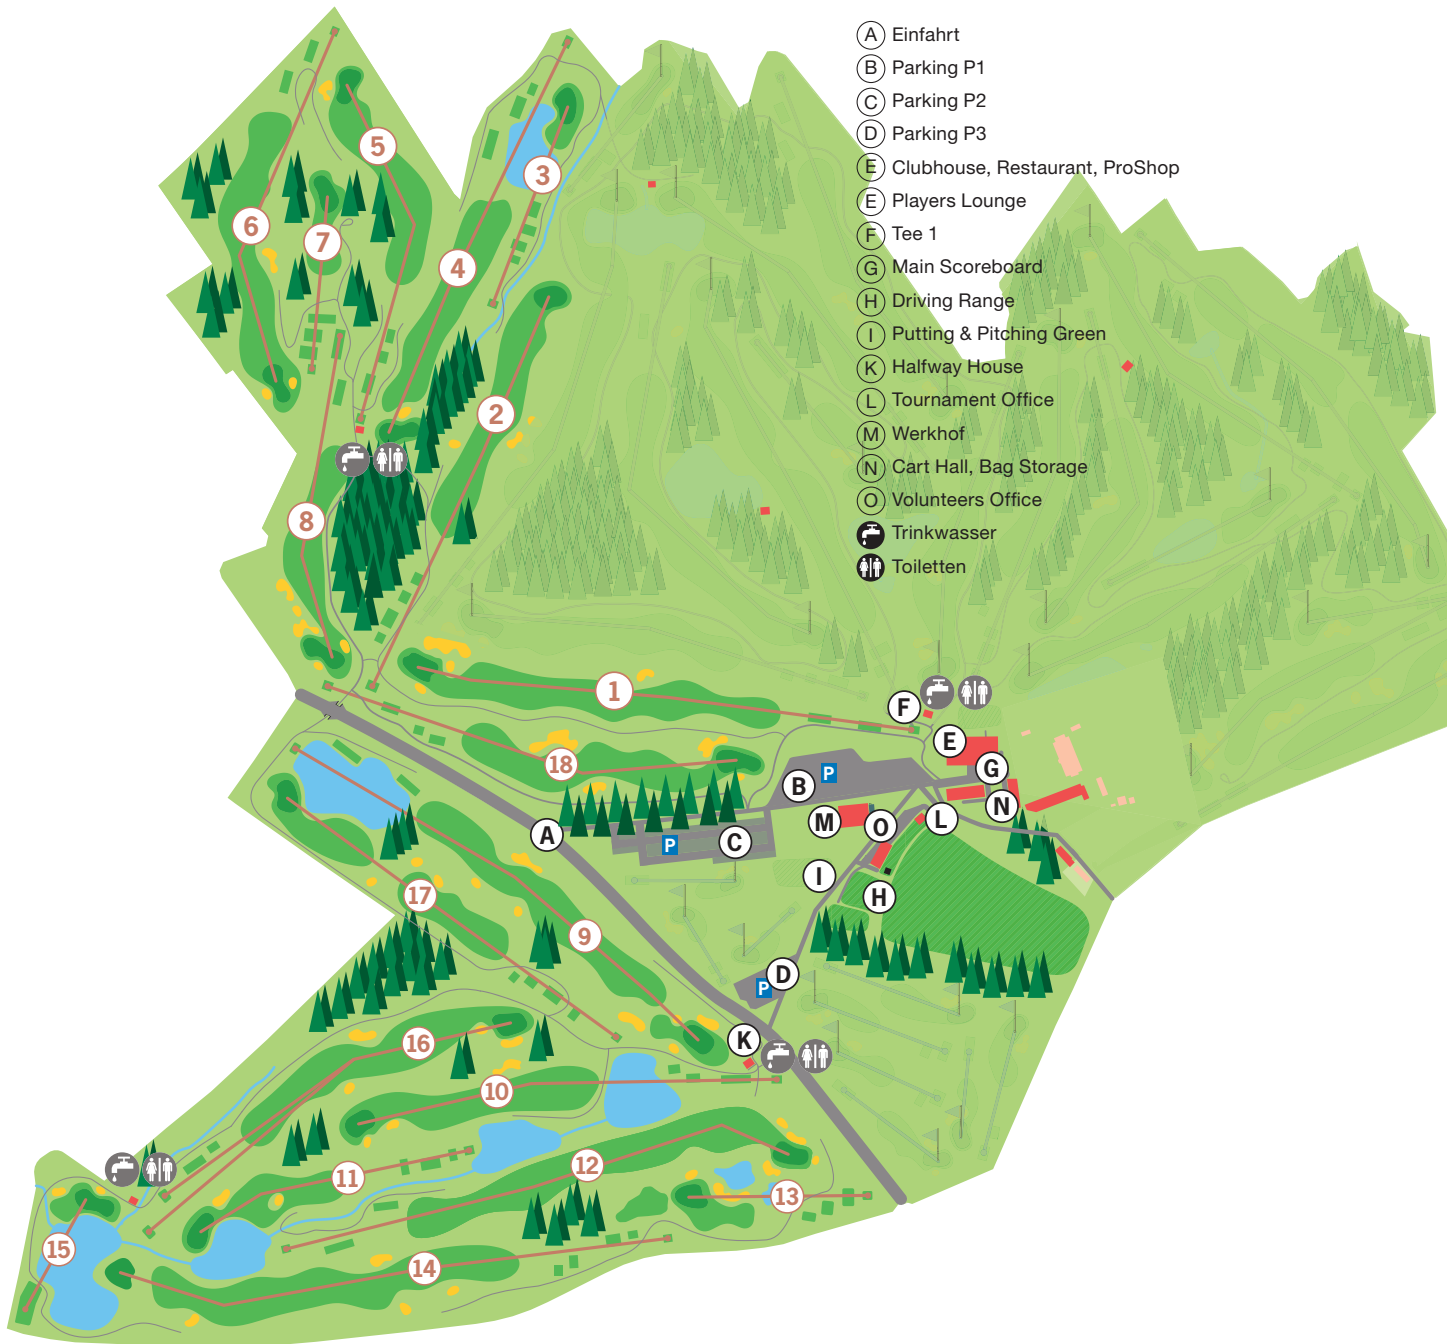 A Einfahrt
B Parking P1
C Parking P2
D Parking P3
E Clubhouse, Restaurant, ProShop
E Players Lounge
F Tee 1
G Main Scoreboard
H Driving Range
I Putting & Pitching Green
K Halfway House
L Tournament Office
M Werkhof
N Cart Hall, Bag Storage
O Volunteers Office
Trinkwasser
Toiletten
5
3
6
7
4
2
8
1
F
E
18
G
P
B
N
M
O
L
A
P
C
I
H
17
9
D
P
K
16
10
12
11
13
15
14